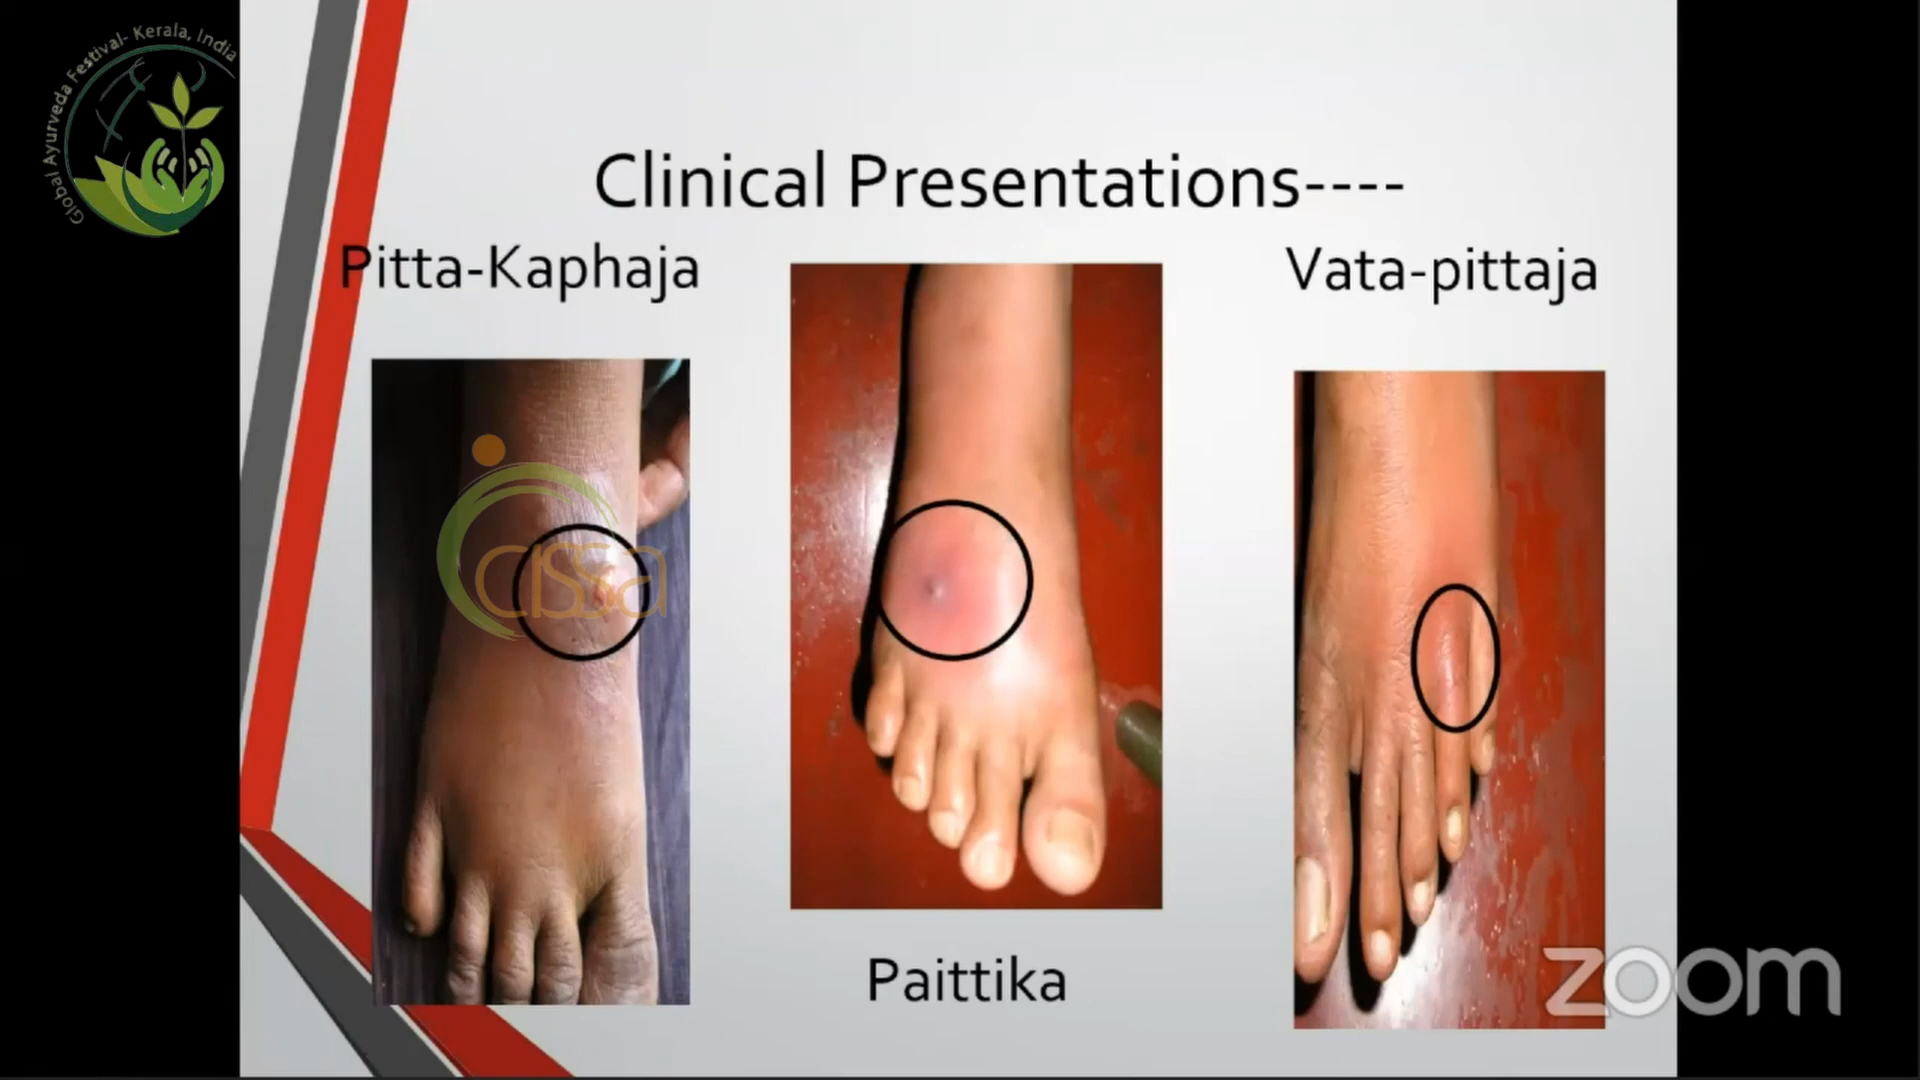 Global Ayurveda Festival- Kerala, India
Clinical Presentations----
Pitta-Kaphaja
Vata-pittaja
cissa
Paittika
zoom